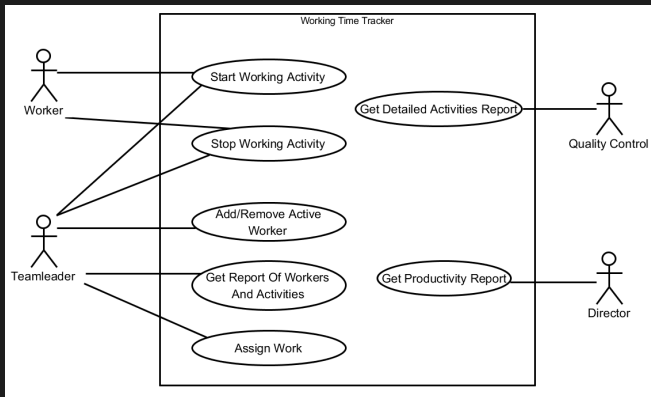 Working Time Tracker
Start Working Activity
Worker
Get Detailed Activities Report
Quality Control
Stop Working Activity
Add/Remove Active
Worker
Teamleader
Get Report Of Workers
And Activities
Get Productivity Report
Director
Assign Work